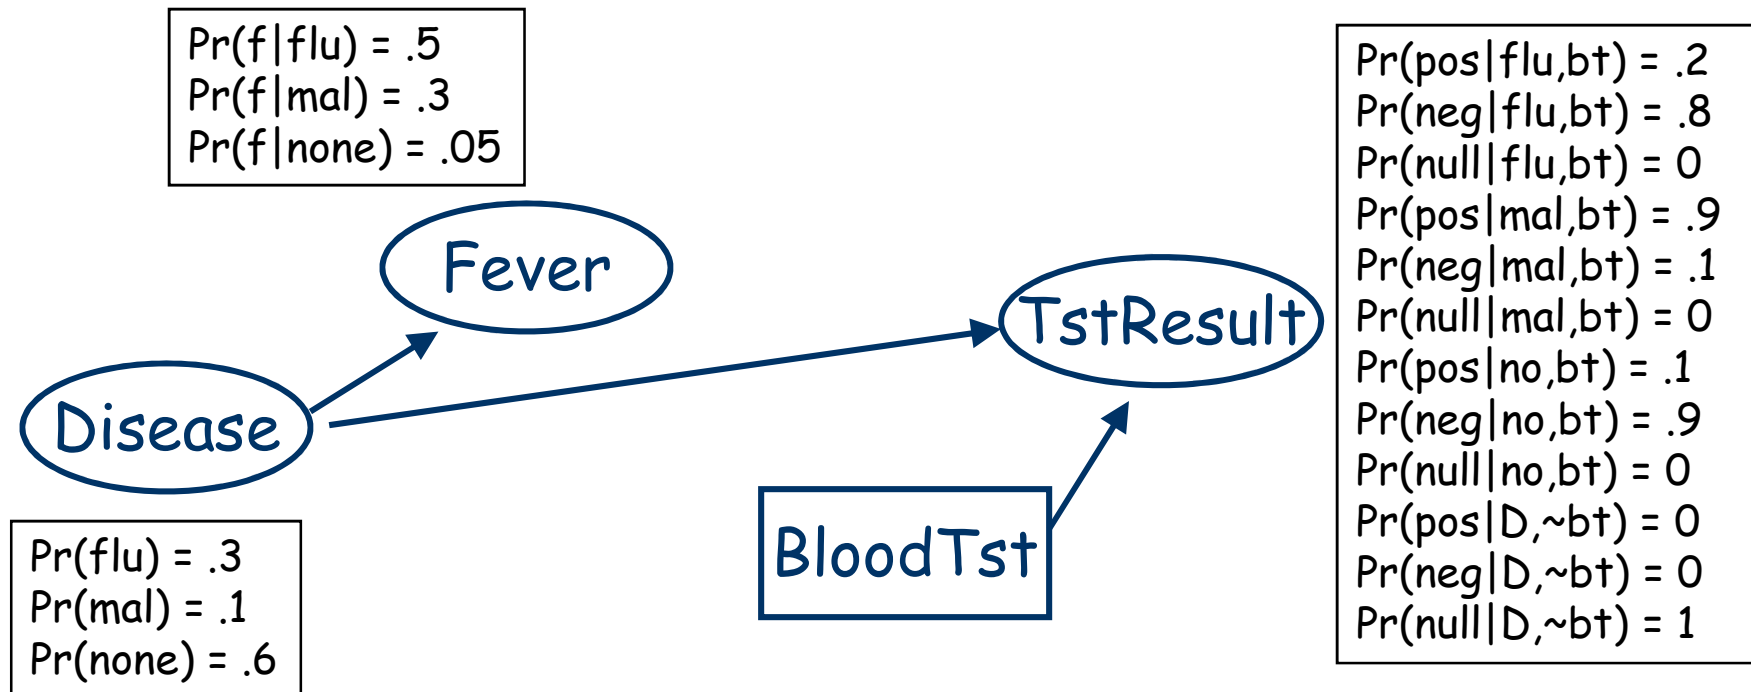 Pr(f|flu) = .5
Pr(f|mal) = .3
Pr(f|none) = .05
Fever
Disease
Pr(flu) = .3
Pr(mal) = .1
Pr(none) = .6
BloodTst
TstResult
Pr(pos|flu,bt) = .2
Pr(neg|flu,bt) = .8
Pr(null|flu,bt) = 0
Pr(pos|mal,bt) = .9
Pr(neg|mal,bt) = .1
Pr(null|mal,bt) = 0
Pr(pos|no,bt) = .1
Pr(neg|no,bt) = .9
Pr(null|no,bt) = 0
Pr(pos|D,~bt) = 0
Pr(neg|D,~bt) = 0
Pr(null|D,~bt) = 1